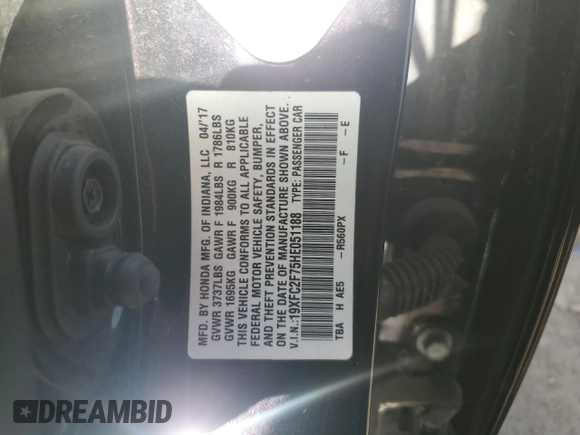 MFD. BY HONDA MFG. OF INDIANA, LLC 04/'17
GVWR 3737LBS GAWR F 1984LBS R 1786LBS
GVWR 1695KG GAWR F 900KG R 810KG
THIS VEHICLE CONFORMS TO ALL APPLICABLE
FEDERAL MOTOR VEHICLE SAFETY, BUMPER,
AND THEFT PREVENTION STANDARDS IN EFFECT
ON THE DATE OF MANUFACTURE SHOWN ABOVE.
V.I.N.:19XFC2F75HE051188 TYPE: PASSENGER CAR
TBA H AE5 -R560PX -F -E
DREAMBID